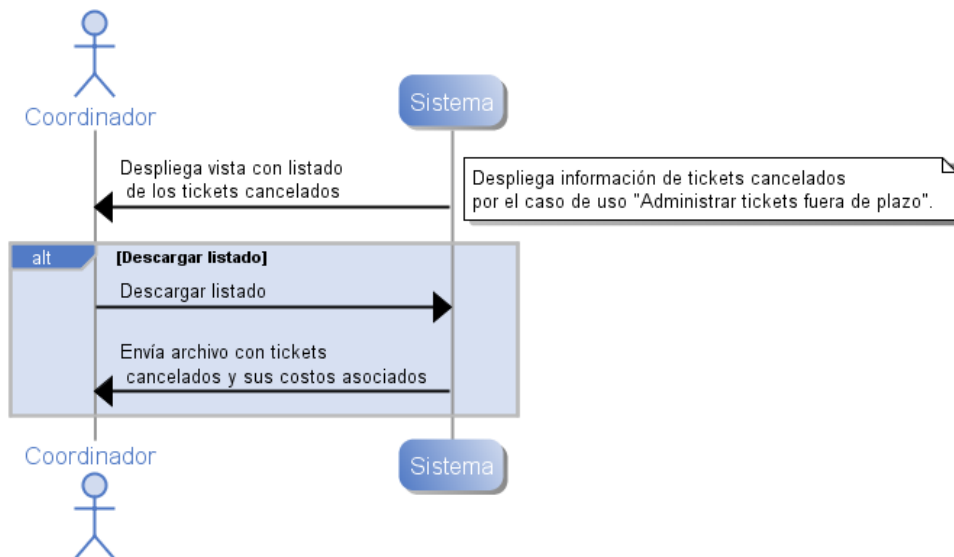 Coordinador
Sistema
Despliega vista con listado
de los tickets cancelados
Despliega información de tickets cancelados
por el caso de uso "Administrar tickets fuera de plazo".
alt
[Descargar listado]
Descargar listado
Envía archivo con tickets
cancelados y sus costos asociados
Coordinador
Sistema